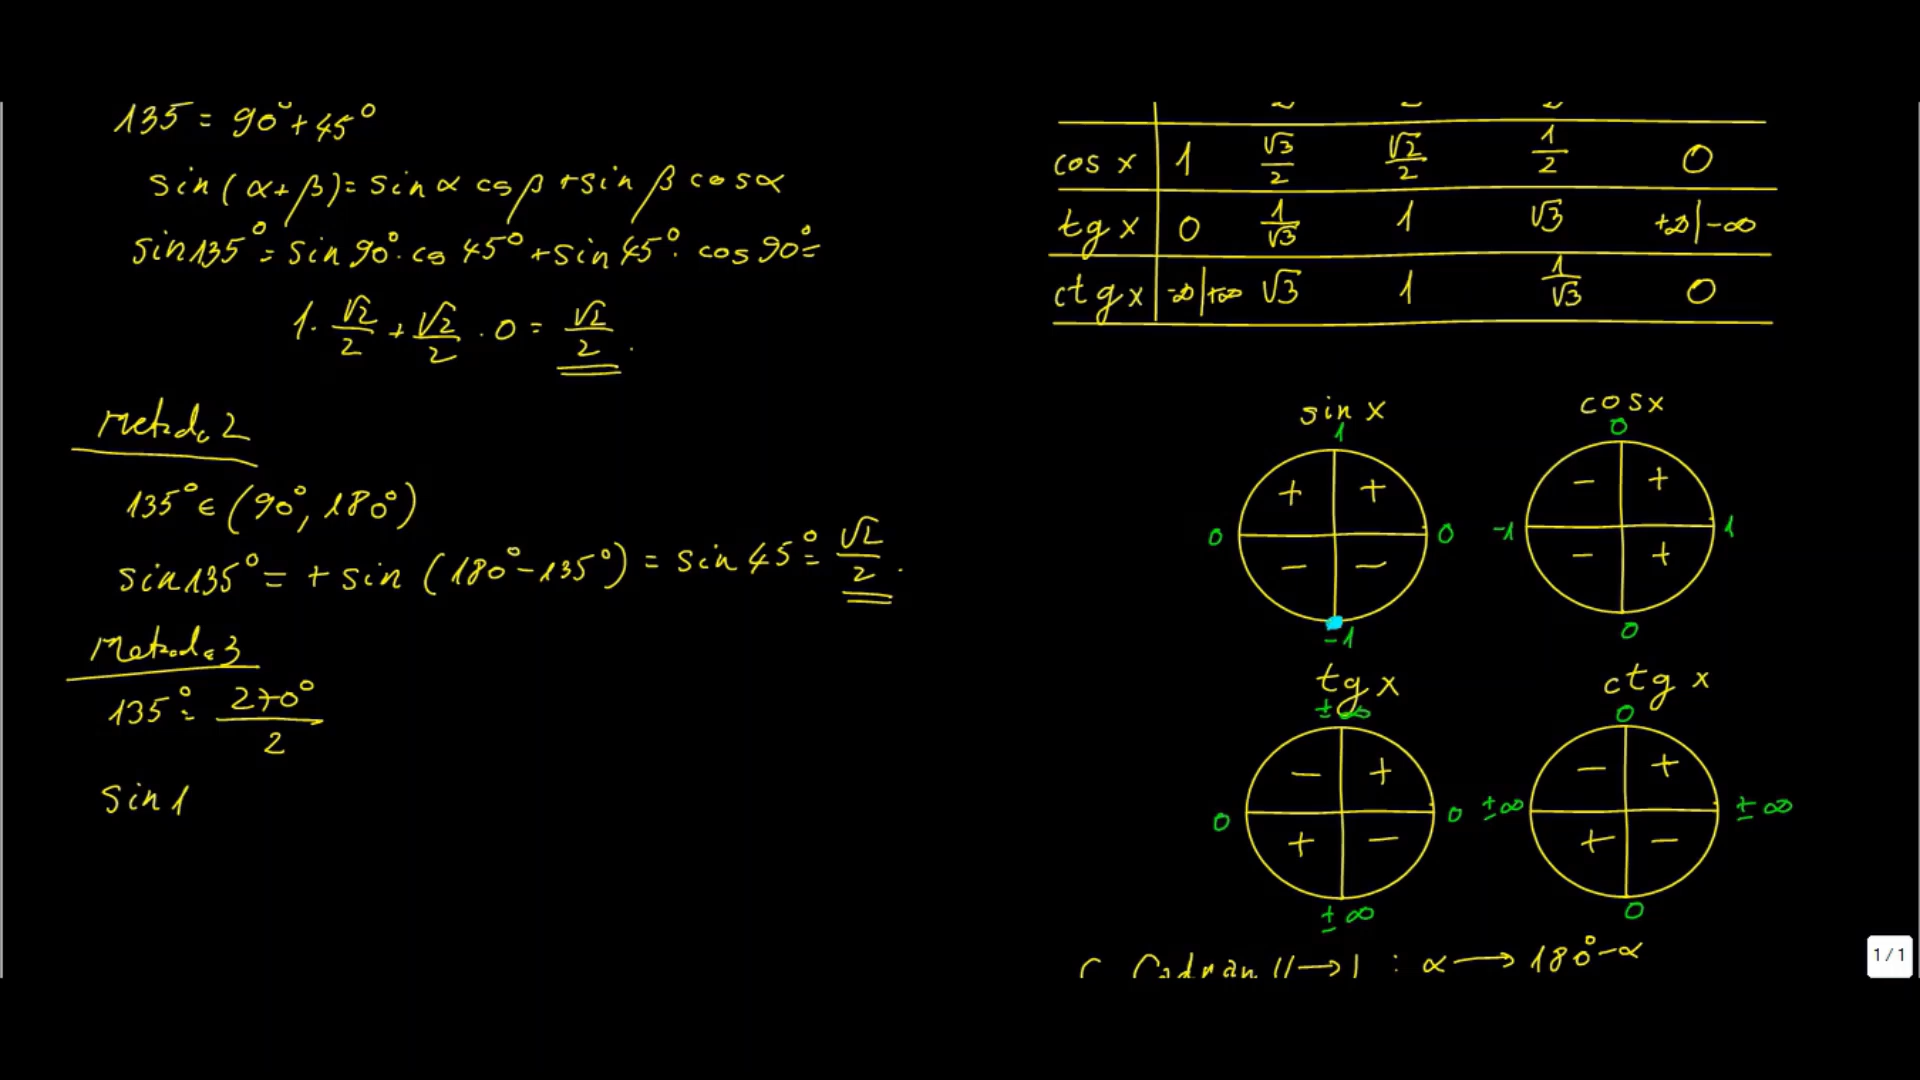 135 = 90° + 45°
sin(α+β) = sin α cos β + sin β cos α
sin 135° = sin 90° · cos 45° + sin 45° · cos 90° =
1 · √2/2 + √2/2 · 0 = √2/2 .
Metoda 2
135° ∈ (90°, 180°)
sin 135° = + sin (180° - 135°) = sin 45° = √2/2 .
Metoda 3
135° = 270°/2
sin 1
cos x | 1 √3/2 √2/2 1/2 0
tg x | 0 1/√3 1 √3 +∞|-∞
ctg x | -∞|+∞ √3 1 1/√3 0
sin x
1
+ +
0 0
- -
-1
cos x
0
- +
-1 1
- +
0
tg x
±∞
- +
0 0
+ -
±∞
ctg x
0
- +
±∞ ±∞
+ -
0
Cadran II → I : α → 180° - α
1 / 1